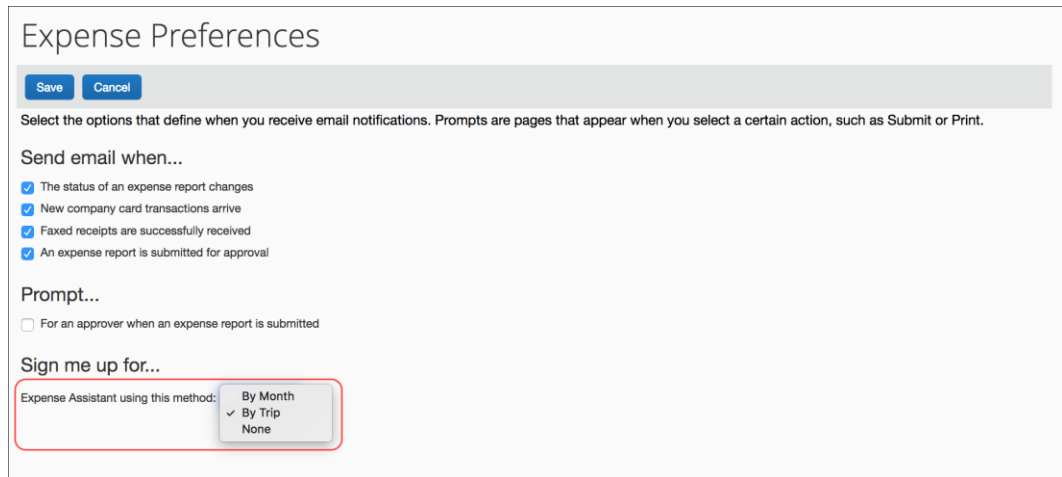 Expense Preferences
Save Cancel
Select the options that define when you receive email notifications. Prompts are pages that appear when you select a certain action, such as Submit or Print.
Send email when...
The status of an expense report changes
New company card transactions arrive
Faxed receipts are successfully received
An expense report is submitted for approval
Prompt...
For an approver when an expense report is submitted
Sign me up for...
Expense Assistant using this method: By Month
By Trip
None